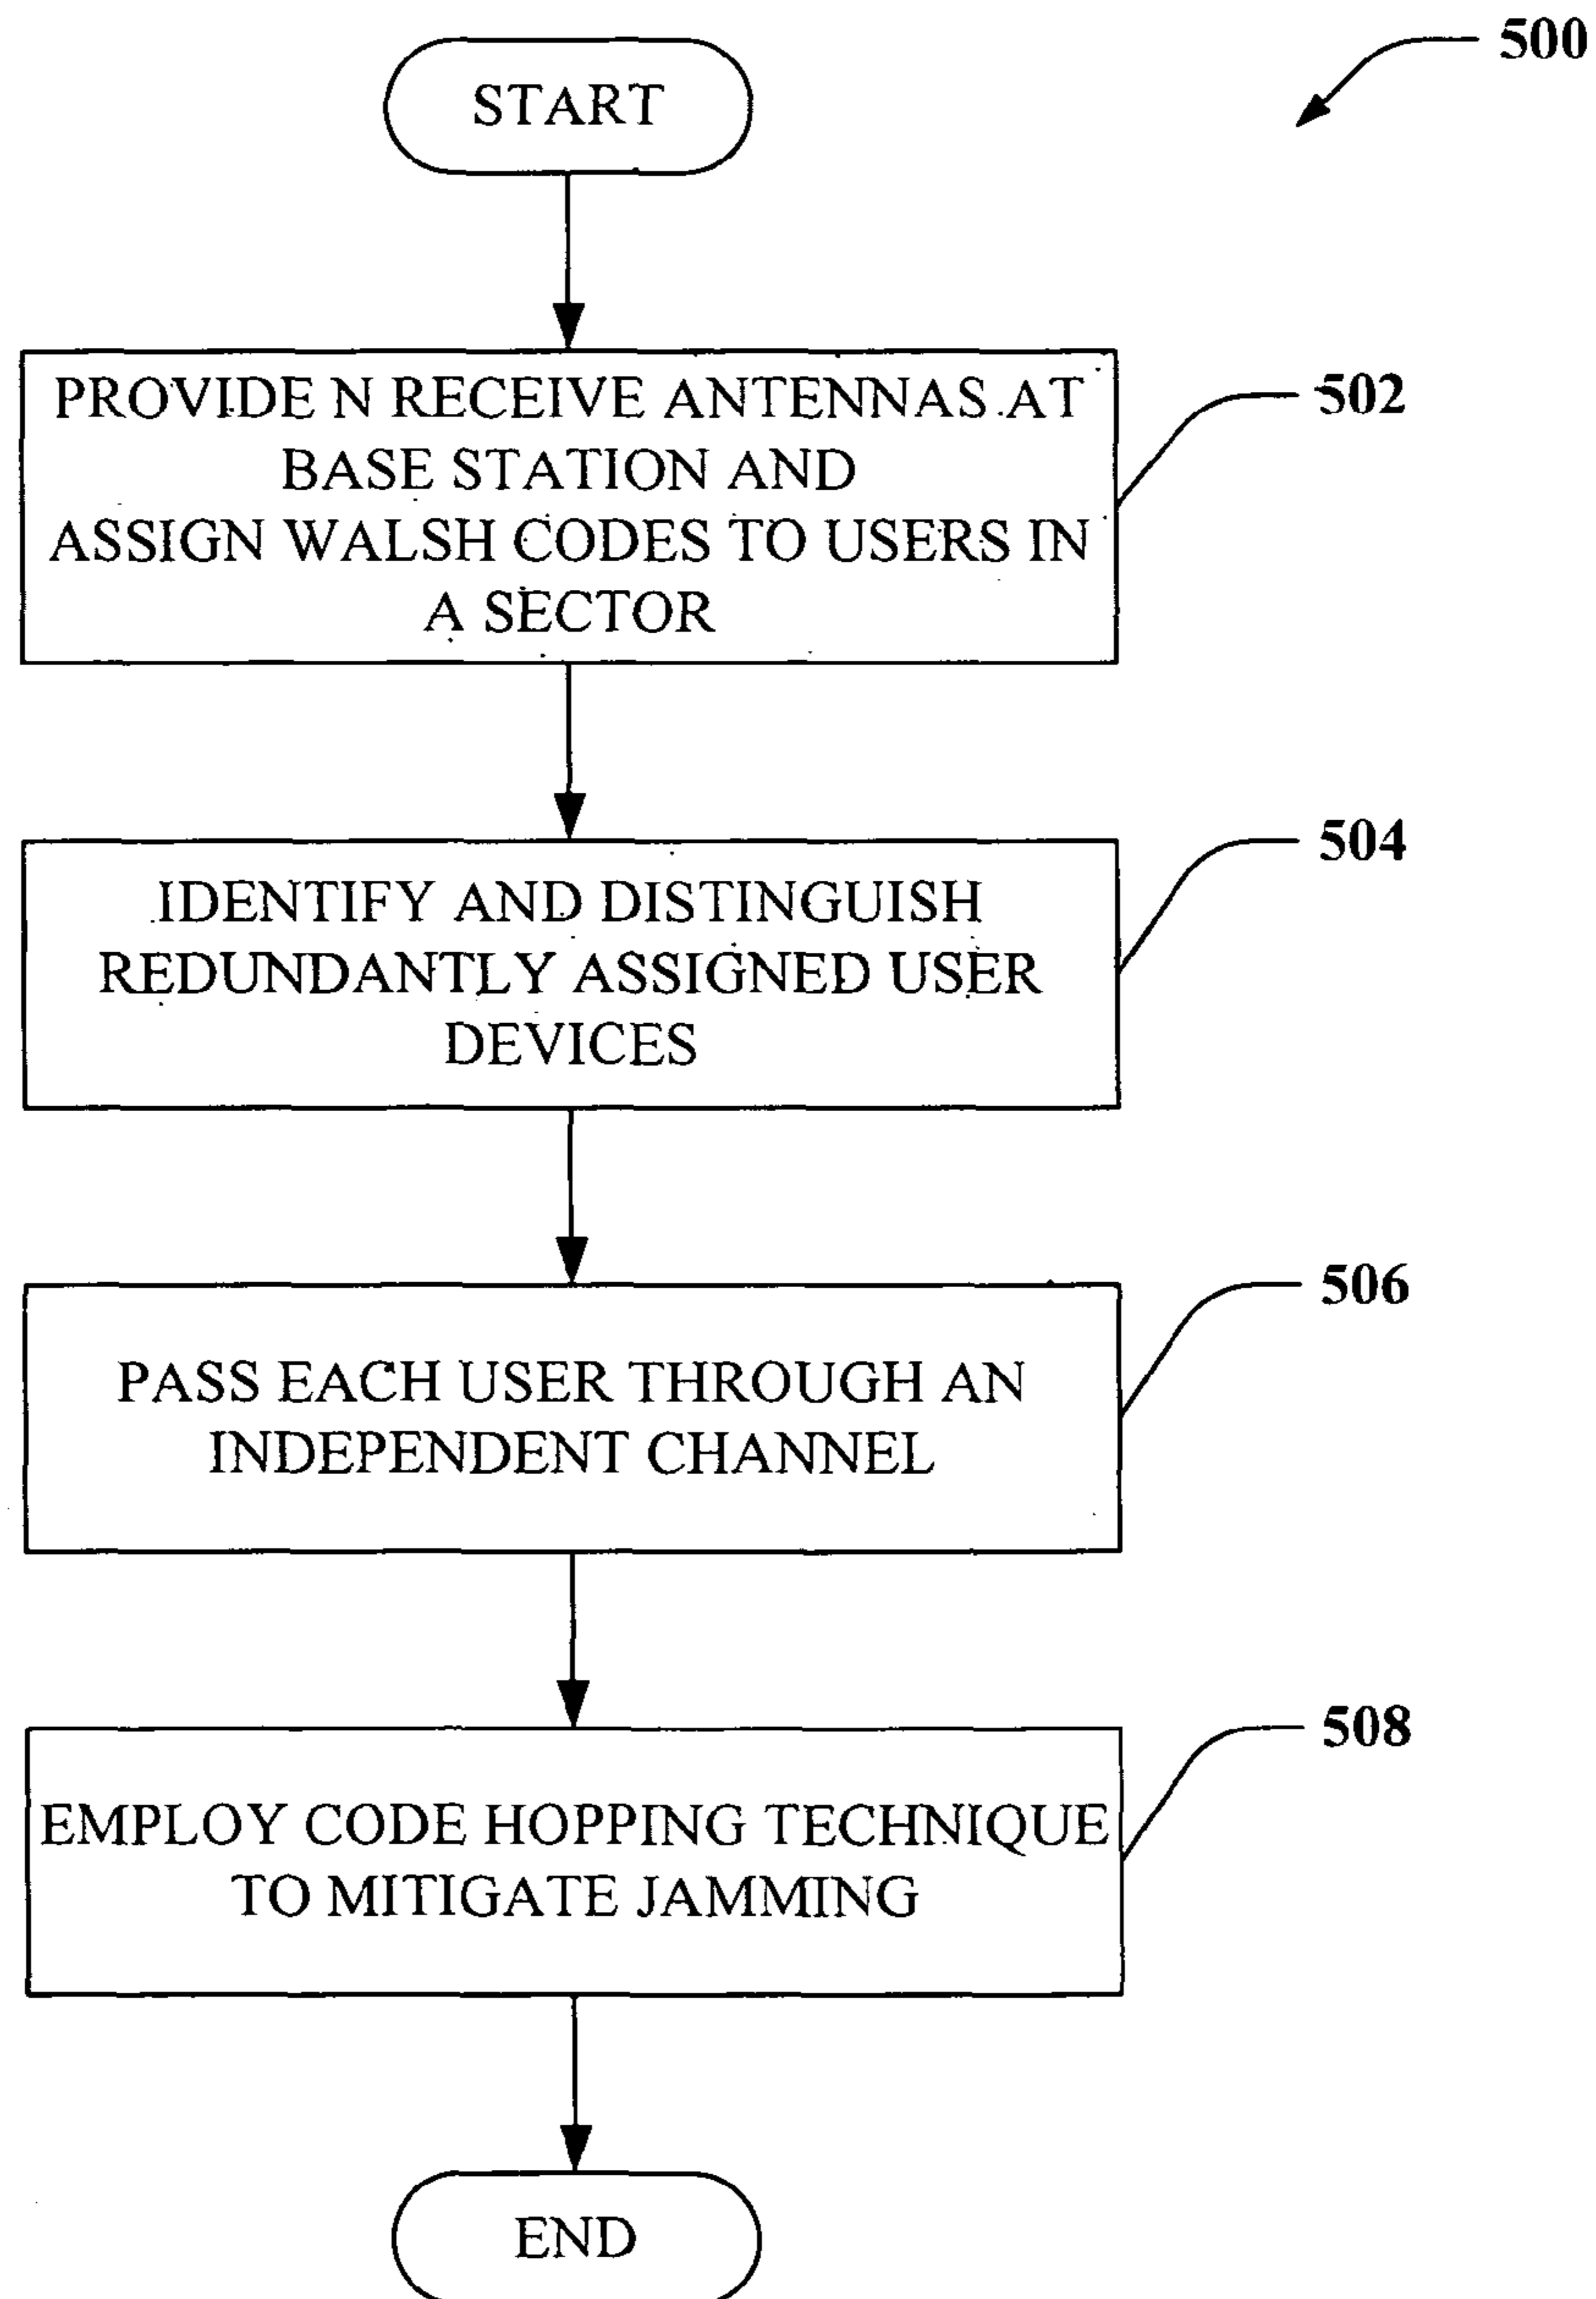 500
START
PROVIDE N RECEIVE ANTENNAS AT
BASE STATION AND
ASSIGN WALSH CODES TO USERS IN
A SECTOR
502
IDENTIFY AND DISTINGUISH
REDUNDANTLY ASSIGNED USER
DEVICES
504
PASS EACH USER THROUGH AN
INDEPENDENT CHANNEL
506
EMPLOY CODE HOPPING TECHNIQUE
TO MITIGATE JAMMING
508
END